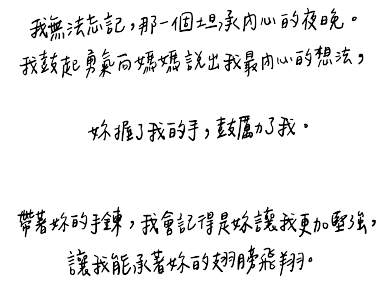 我無法忘記，那一個坦承內心的夜晚。
我鼓起勇氣向媽媽說出我最內心的想法，
妳握了我的手，鼓厲力了我。
帶著妳的手鍊，我會記得是妳讓我更加堅強，
讓我能承著妳的翅膀飛翔。